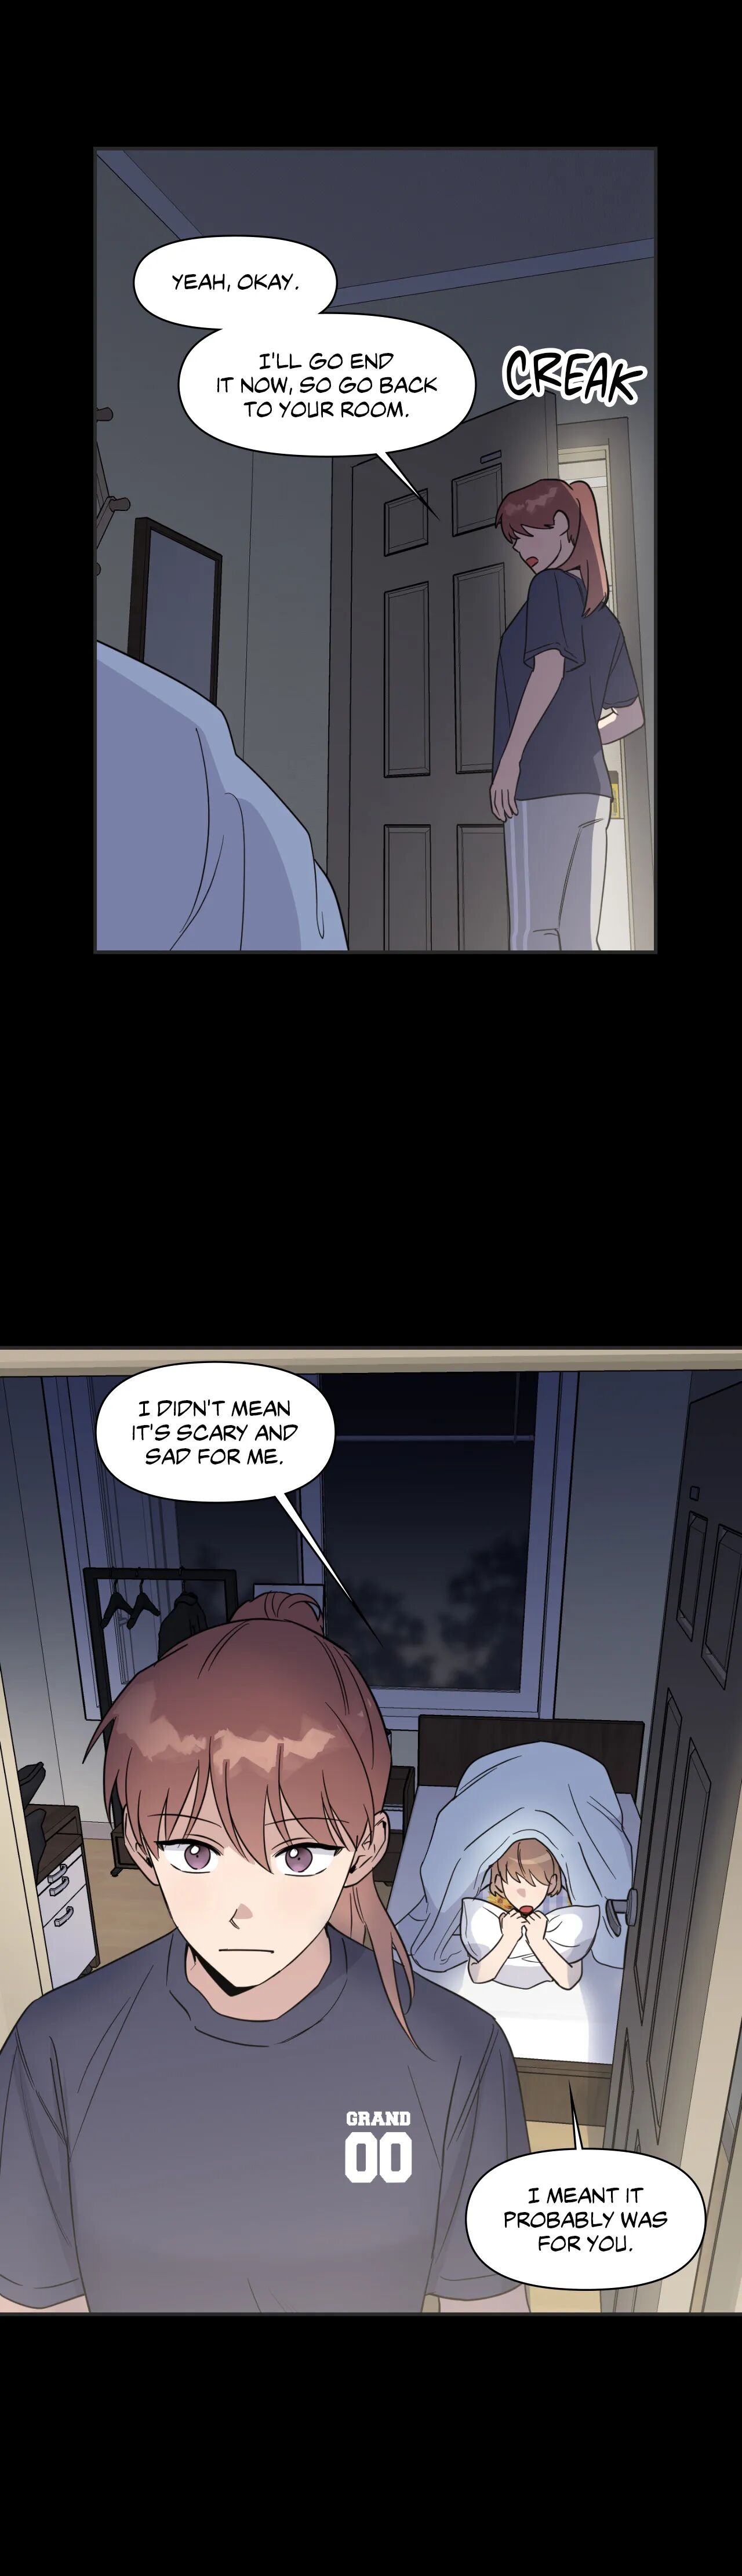 YEAH, OKAY.
I'LL GO END
IT NOW, SO GO BACK
TO YOUR ROOM.
CREAK
I DIDN'T MEAN
IT'S SCARY AND
SAD FOR ME.
GRAND
00
I MEANT IT
PROBABLY WAS
FOR YOU.